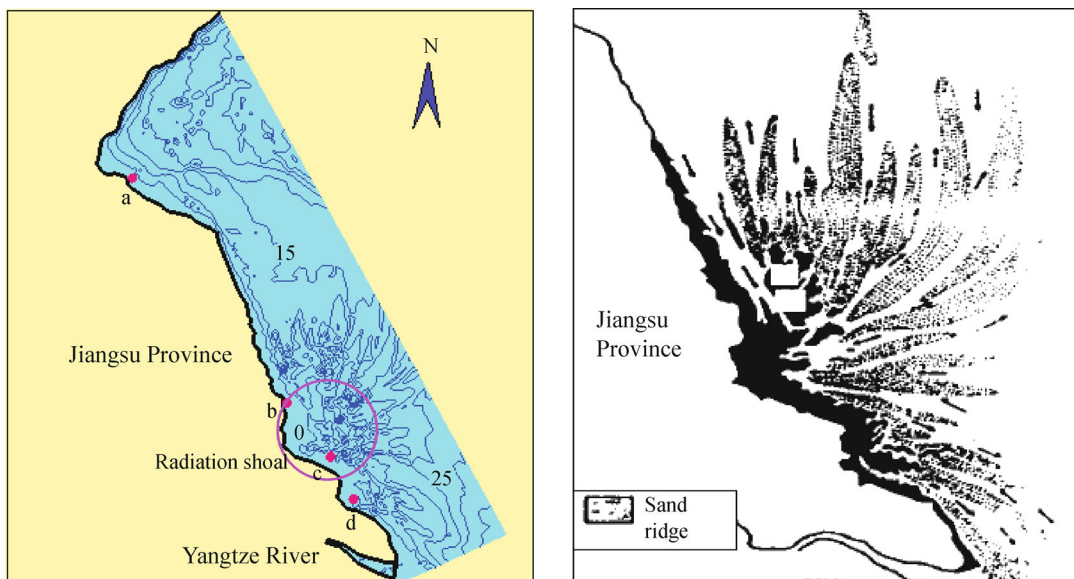 N
a
15
Jiangsu Province
b
0
Radiation shoal
c
25
d
Yangtze River
Jiangsu
Province
Sand
ridge